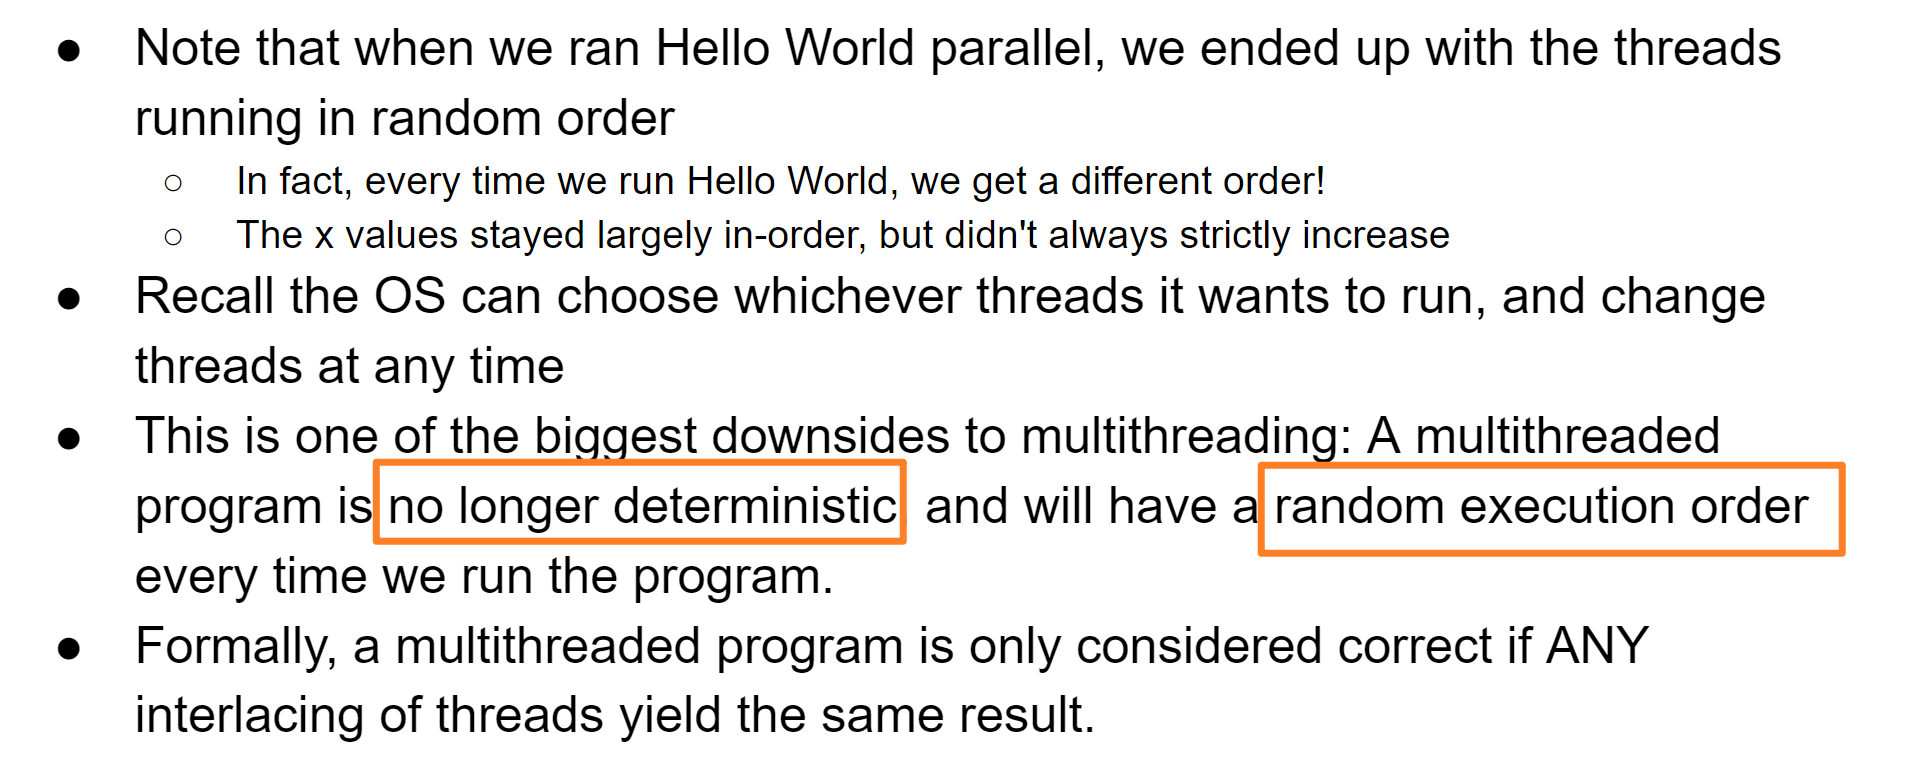 ● Note that when we ran Hello World parallel, we ended up with the threads
running in random order
○ In fact, every time we run Hello World, we get a different order!
○ The x values stayed largely in-order, but didn't always strictly increase
● Recall the OS can choose whichever threads it wants to run, and change
threads at any time
● This is one of the biggest downsides to multithreading: A multithreaded
program is no longer deterministic and will have a random execution order
every time we run the program.
● Formally, a multithreaded program is only considered correct if ANY
interlacing of threads yield the same result.